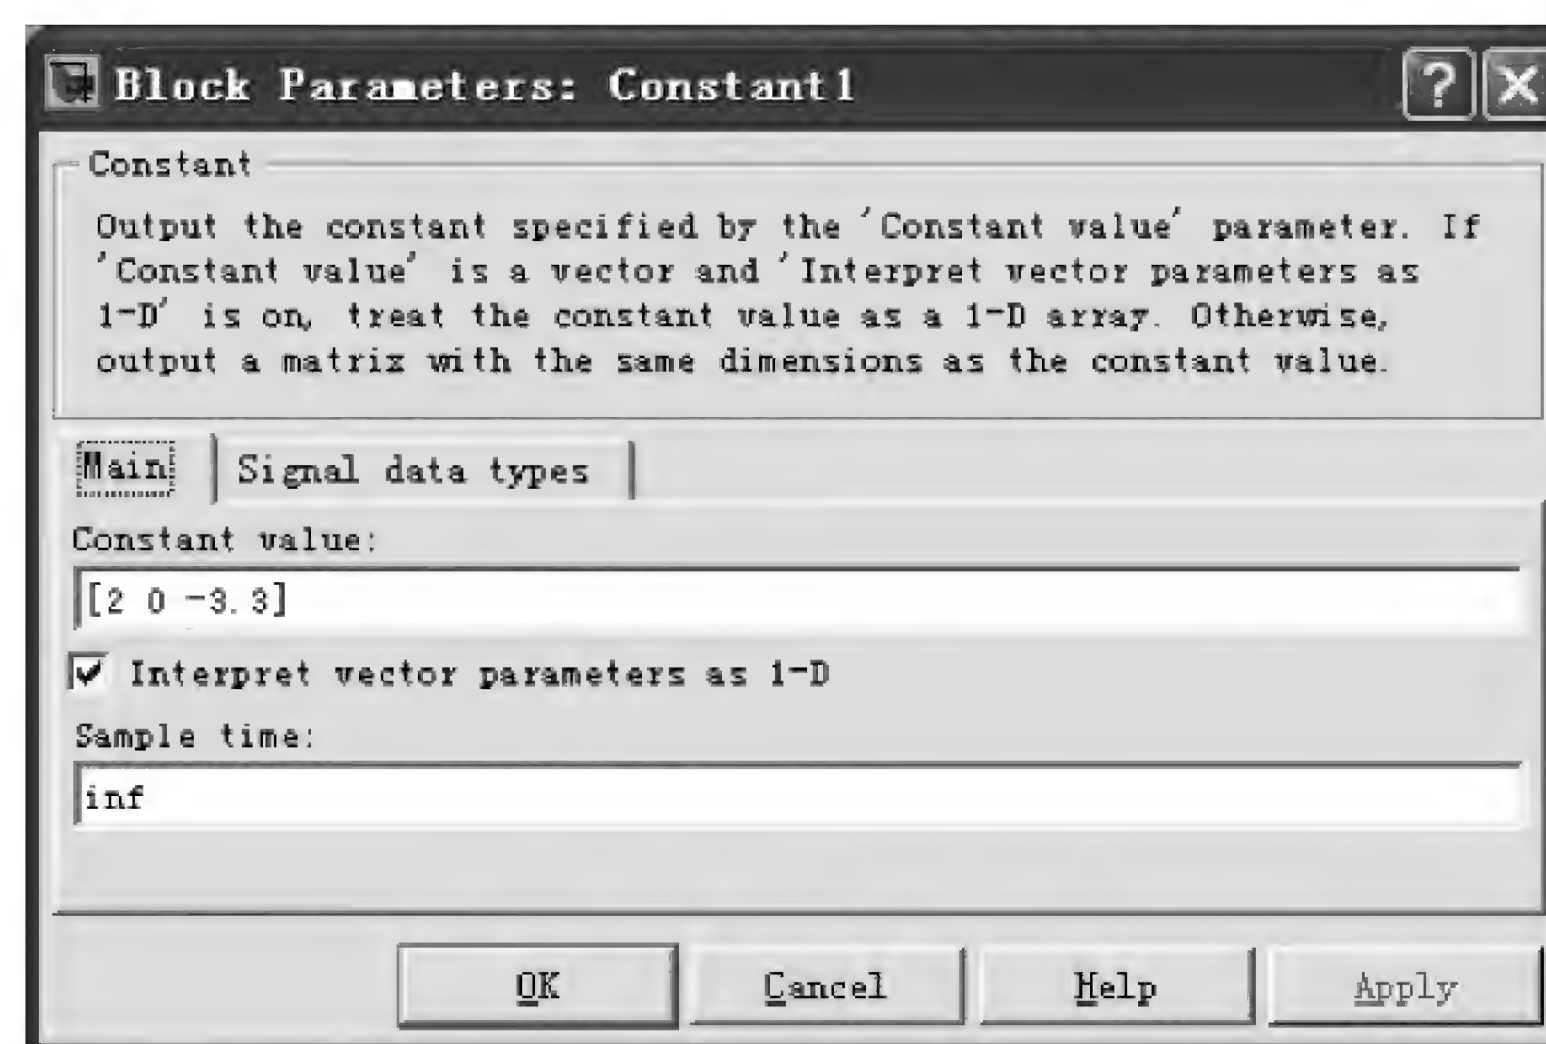 Block Parameters: Constant1
Constant
Output the constant specified by the 'Constant value' parameter. If
'Constant value' is a vector and 'Interpret vector parameters as
1-D' is on, treat the constant value as a 1-D array. Otherwise,
output a matrix with the same dimensions as the constant value.
Main Signal data types
Constant value:
[2 0 -3.3]
Interpret vector parameters as 1-D
Sample time:
inf
OK Cancel Help Apply